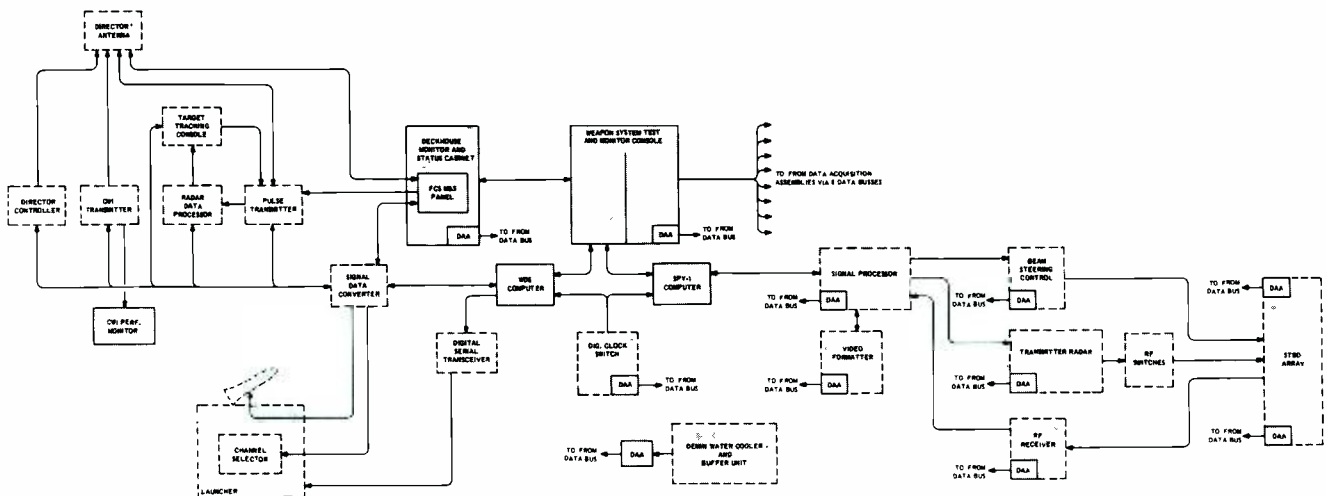 DIRECTOR
ANTENNA
TARGET
TRACKING
CONSOLE
DECKHOUSE
MONITOR AND
STATUS CABINET
WEAPON SYSTEM TEST
AND MONITOR CONSOLE
TO FROM DATA ACQUISITION
ASSEMBLIES VIA 8 DATA BUSSES
DIRECTOR
CONTROLLER
CWI
TRANSMITTER
RADAR
DATA
PROCESSOR
PULSE
TRANSMITTER
FCS M&S
PANEL
DAA
TO FROM
DATA BUS
DAA
TO FROM
DATA BUS
SIGNAL
DATA
CONVERTER
WDS
COMPUTER
SPY-1
COMPUTER
SIGNAL PROCESSOR
DAA
TO FROM
DATA BUS
BEAM
STEERING
CONTROL
DAA
TO FROM
DATA BUS
TO FROM
DATA BUS
DAA
CWI PERF.
MONITOR
DIGITAL
SERIAL
TRANSCEIVER
DIG. CLOCK
SWITCH
DAA
TO FROM
DATA BUS
VIDEO
FORMATTER
TO FROM
DATA BUS
DAA
TRANSMITTER RADAR
TO FROM
DATA BUS
DAA
RF
SWITCHES
STBD
ARRAY
CHANNEL
SELECTOR
LAUNCHER
TO FROM
DATA BUS
DAA
DEMIN WATER COOLER
AND
BUFFER UNIT
RF
RECEIVER
TO FROM
DATA BUS
DAA
TO FROM
DATA BUS
DAA